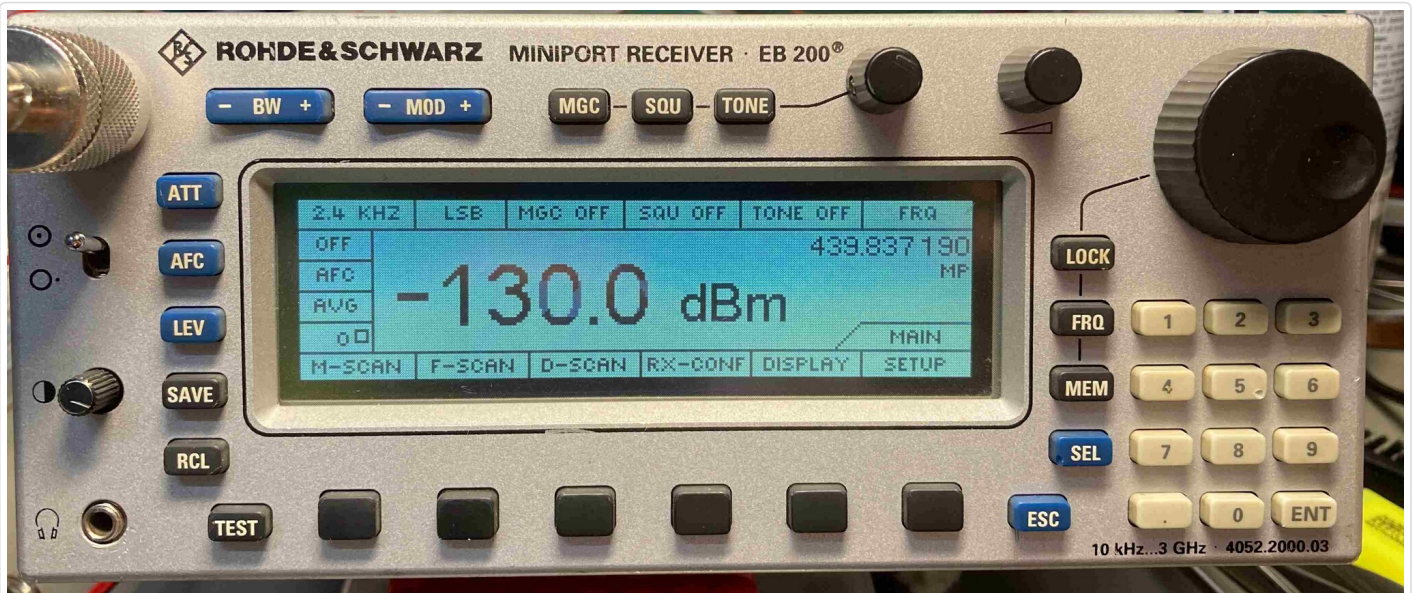 ROHDE&SCHWARZ MINIPORT RECEIVER · EB 200®
- BW + - MOD + MGC SQU TONE
ATT
AFC
LEV
SAVE
RCL
TEST
2.4 KHZ LSB MGC OFF SQU OFF TONE OFF FRQ
OFF 439.837190
AFC MP
AVG -130.0 dBm
0 MAIN
M-SCAN F-SCAN D-SCAN RX-CONF DISPLAY SETUP
LOCK
FRQ 1 2 3
MEM 4 5 6
SEL 7 8 9
ESC . 0 ENT
10 kHz...3 GHz · 4052.2000.03